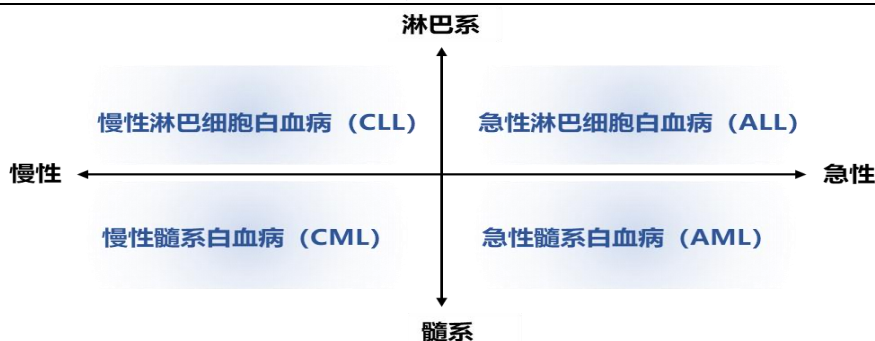 淋巴系
慢性淋巴细胞白血病（CLL） 急性淋巴细胞白血病（ALL）
慢性 急性
慢性髓系白血病（CML） 急性髓系白血病（AML）
髓系